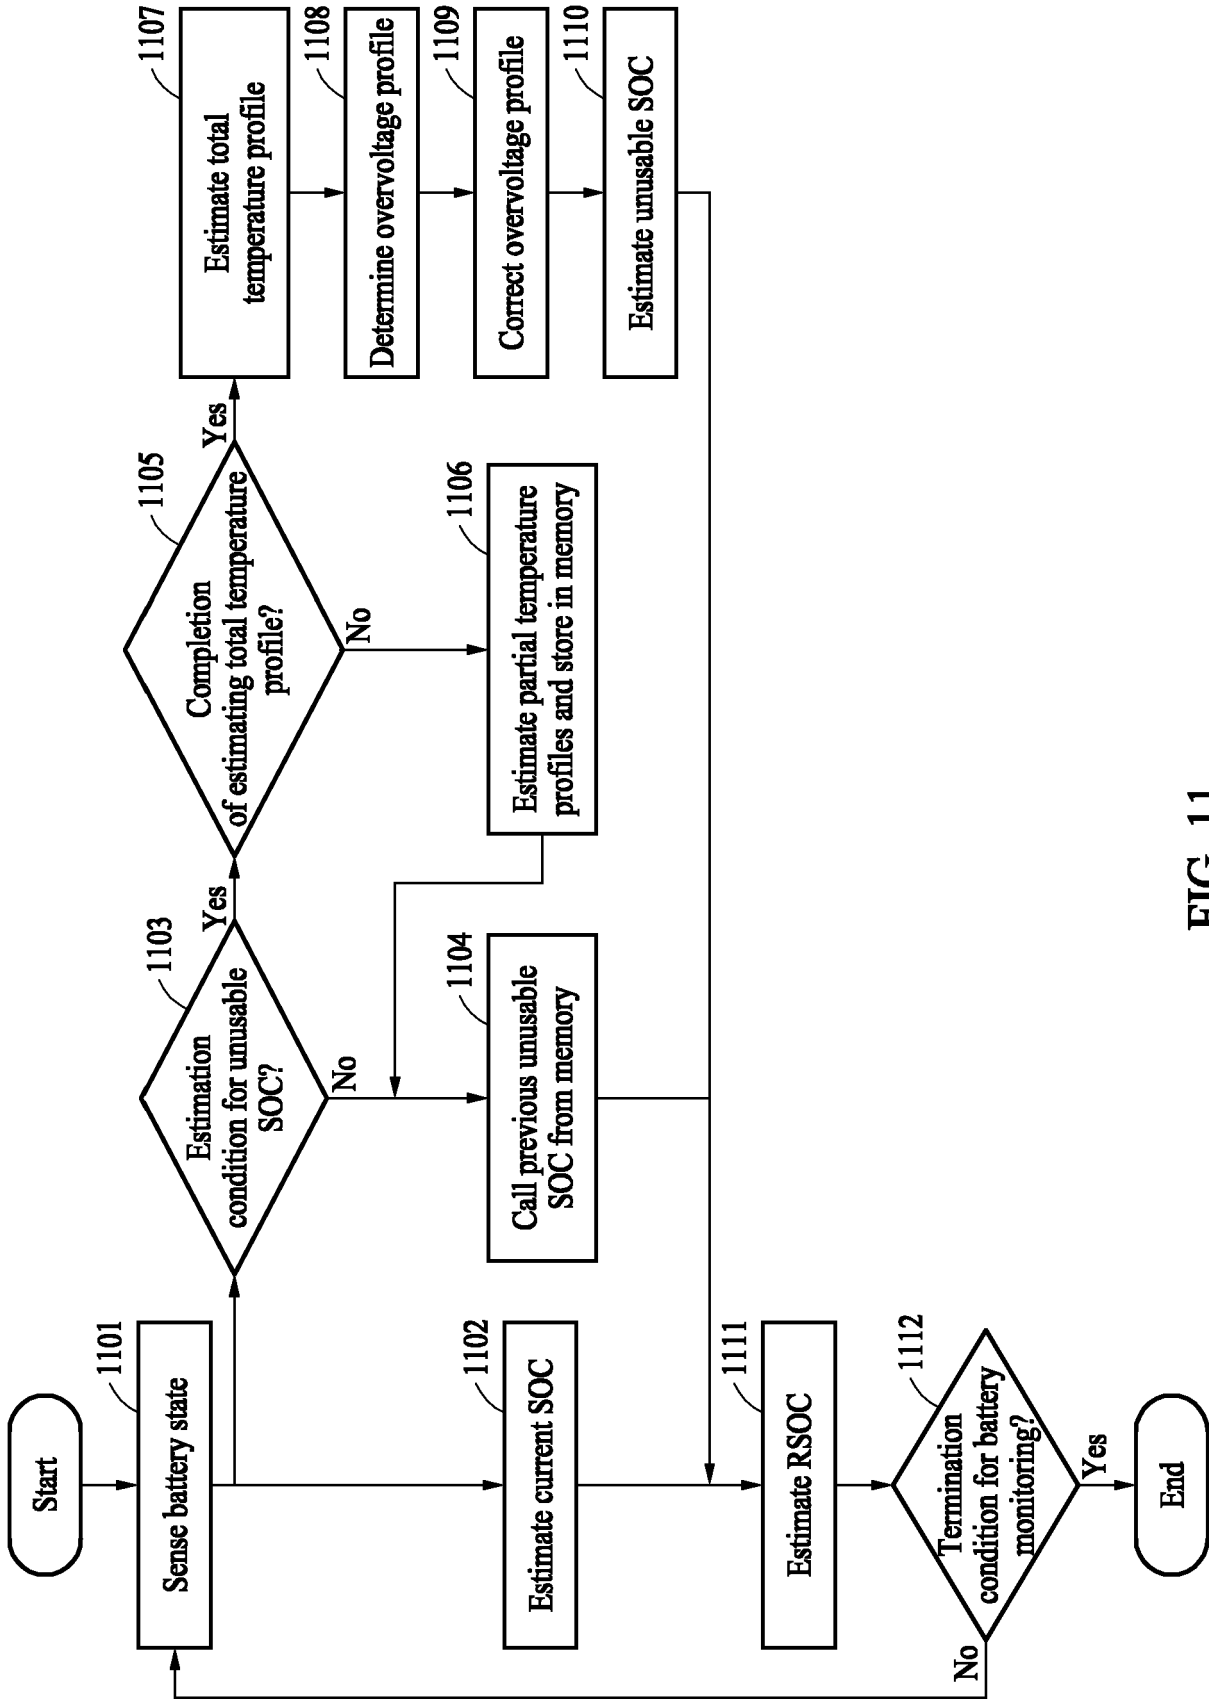 Start
1101
Sense battery state
1102
Estimate current SOC
1103
Estimation
condition for unusable
SOC?
Yes
No
1104
Call previous unusable
SOC from memory
1105
Completion
of estimating total temperature
profile?
Yes
No
1106
Estimate partial temperature
profiles and store in memory
1107
Estimate total
temperature profile
1108
Determine overvoltage profile
1109
Correct overvoltage profile
1110
Estimate unusable SOC
1111
Estimate RSOC
1112
Termination
condition for battery
monitoring?
No
Yes
End
FIG. 11